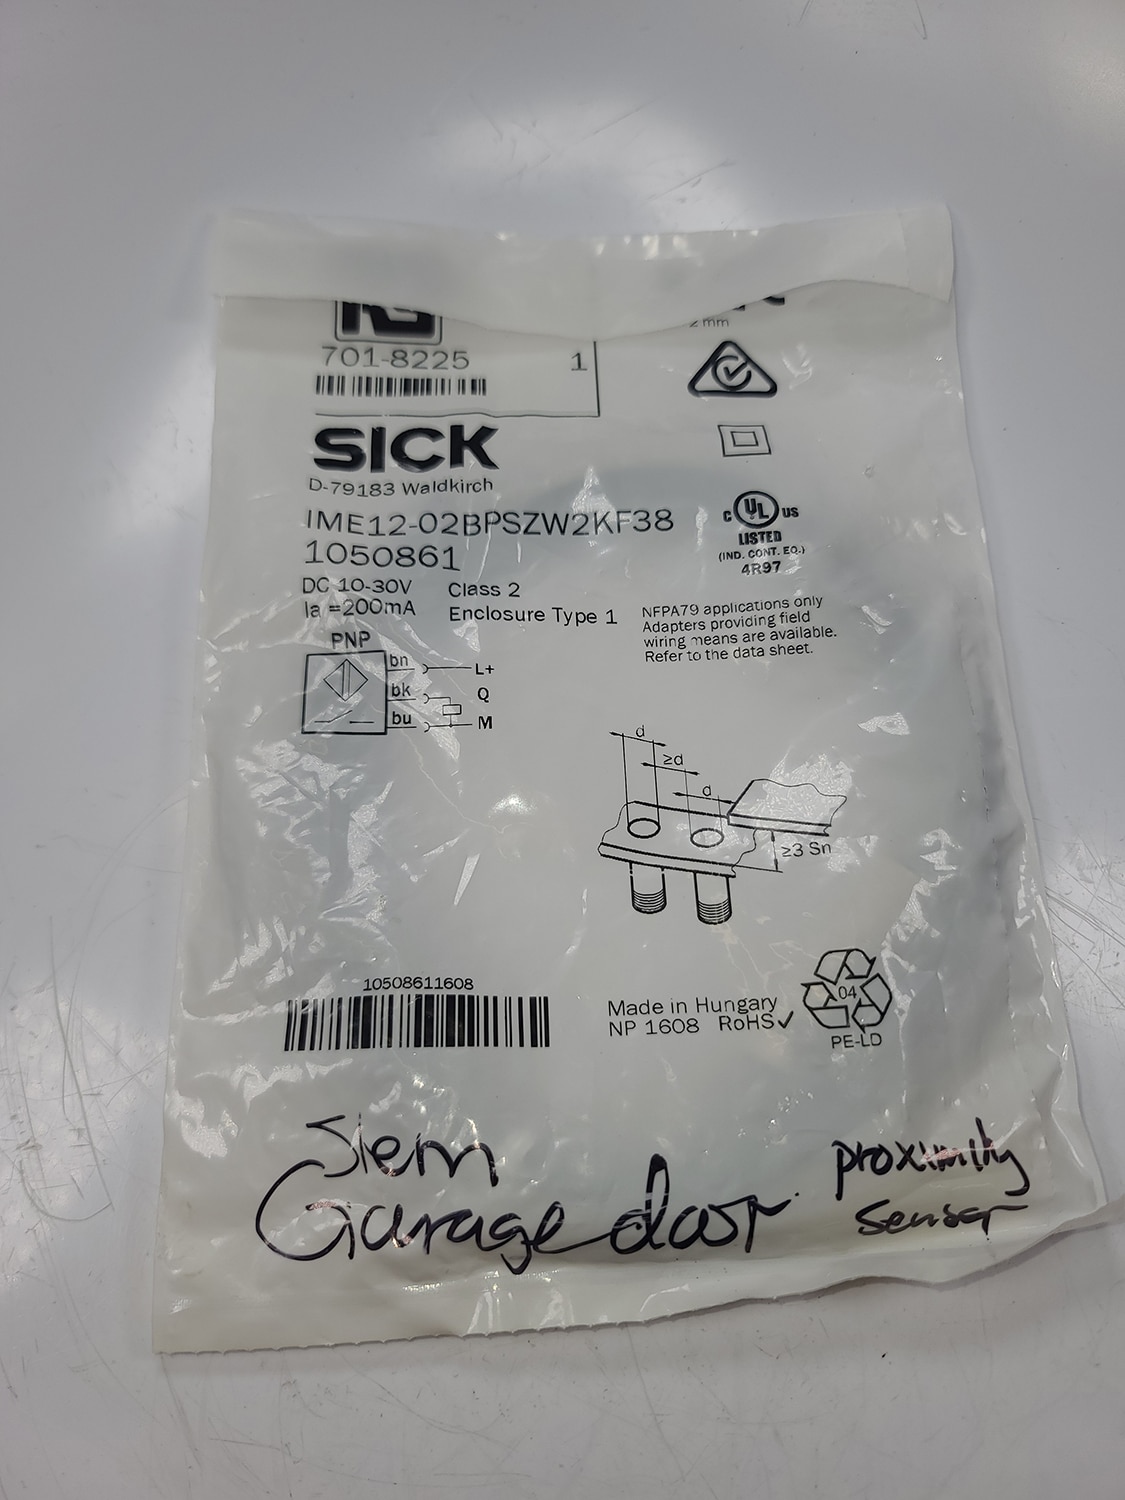 701-8225 1
2 mm
SICK
D-79183 Waldkirch
IME12-02BPSZW2KF38
1050861
DC 10-30V Class 2
Ia =200mA Enclosure Type 1
c UL us
LISTED
(IND. CONT. EQ.)
4R97
NFPA79 applications only
Adapters providing field
wiring means are available.
Refer to the data sheet.
PNP
bn L+
bk Q
bu M
d
≥d
d
≥3 Sn
10508611608
Made in Hungary
NP 1608 RoHS✓
04
PE-LD
Garage door
proximity
sensor